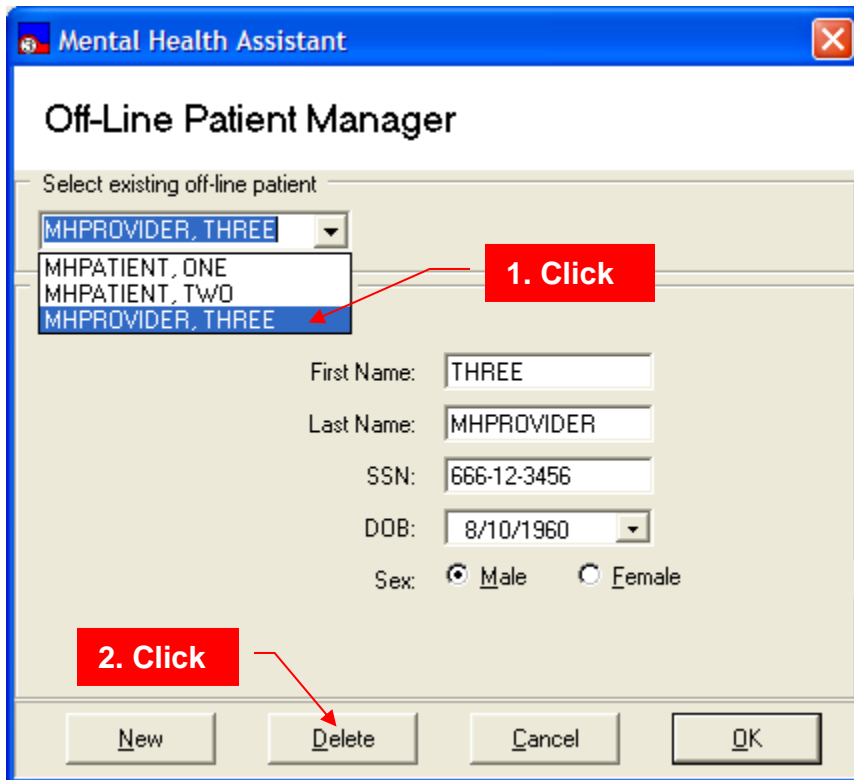 Mental Health Assistant
Off-Line Patient Manager
Select existing off-line patient
MHPROVIDER, THREE
MHPATIENT, ONE
MHPATIENT, TWO
MHPROVIDER, THREE
1. Click
First Name: THREE
Last Name: MHPROVIDER
SSN: 666-12-3456
DOB: 8/10/1960
Sex: Male Female
2. Click
New Delete Cancel OK